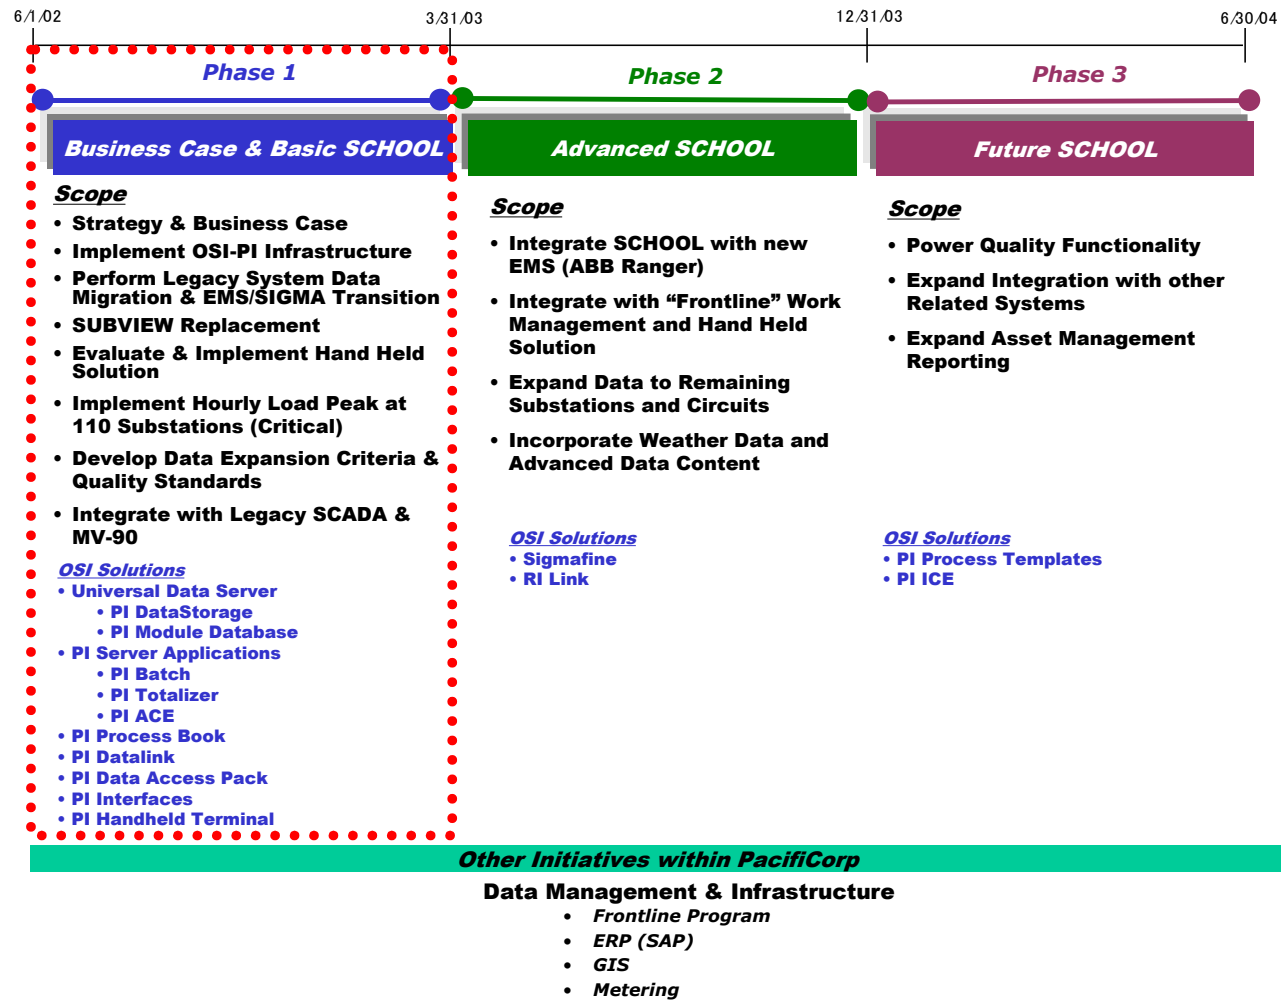 6/1/02
3/31/03
12/31/03
6/30/04
Phase 1
Phase 2
Phase 3
Business Case & Basic SCHOOL
Advanced SCHOOL
Future SCHOOL
Scope
• Strategy & Business Case
• Implement OSI-PI Infrastructure
• Perform Legacy System Data
Migration & EMS/SIGMA Transition
• SUBVIEW Replacement
• Evaluate & Implement Hand Held
Solution
• Implement Hourly Load Peak at
110 Substations (Critical)
• Develop Data Expansion Criteria &
Quality Standards
• Integrate with Legacy SCADA &
MV-90
OSI Solutions
• Universal Data Server
• PI DataStorage
• PI Module Database
• PI Server Applications
• PI Batch
• PI Totalizer
• PI ACE
• PI Process Book
• PI Datalink
• PI Data Access Pack
• PI Interfaces
• PI Handheld Terminal
Scope
• Integrate SCHOOL with new
EMS (ABB Ranger)
• Integrate with “Frontline” Work
Management and Hand Held
Solution
• Expand Data to Remaining
Substations and Circuits
• Incorporate Weather Data and
Advanced Data Content
OSI Solutions
• Sigmafine
• RI Link
Scope
• Power Quality Functionality
• Expand Integration with other
Related Systems
• Expand Asset Management
Reporting
OSI Solutions
• PI Process Templates
• PI ICE
Other Initiatives within PacifiCorp
Data Management & Infrastructure
• Frontline Program
• ERP (SAP)
• GIS
• Metering